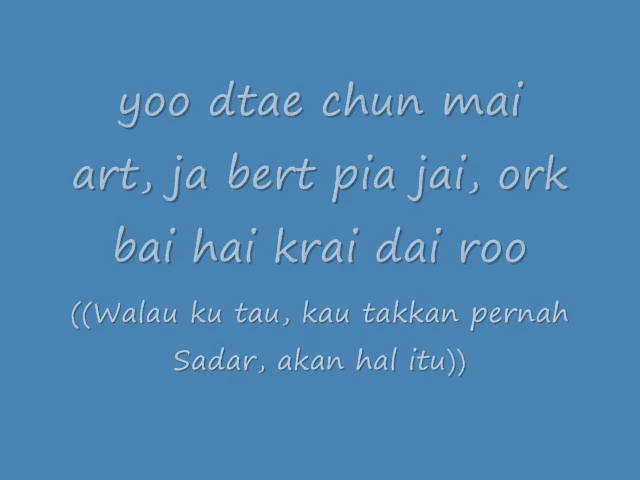 yoo dtae chun mai
art, ja bert pia jai, ork
bai hai krai dai roo
((Walau ku tau, kau takkan pernah
Sadar, akan hal itu))